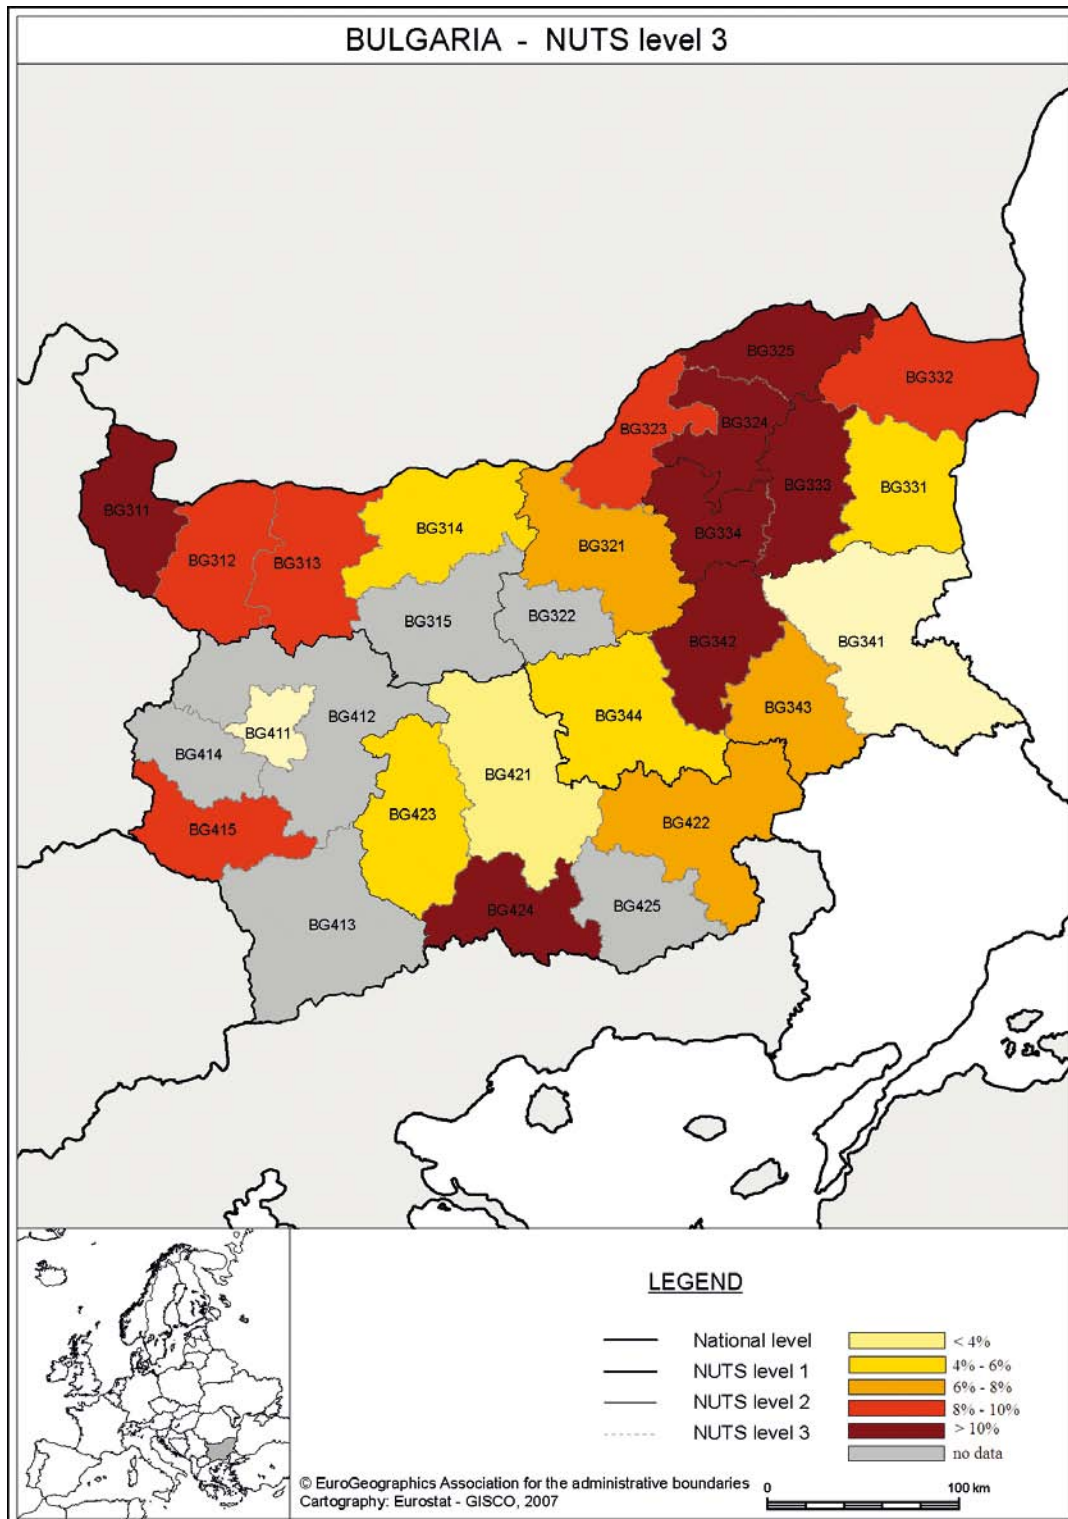 BULGARIA - NUTS level 3
BG325
BG332
BG324
BG323
BG333
BG331
BG311
BG314
BG334
BG321
BG312
BG313
BG315
BG322
BG342
BG341
BG343
BG344
BG412
BG411
BG414
BG421
BG423
BG422
BG415
BG424
BG425
BG413
LEGEND
National level
NUTS level 1
NUTS level 2
NUTS level 3
< 4%
4% - 6%
6% - 8%
8% - 10%
> 10%
no data
© EuroGeographics Association for the administrative boundaries
Cartography: Eurostat - GISCO, 2007
0 100 km